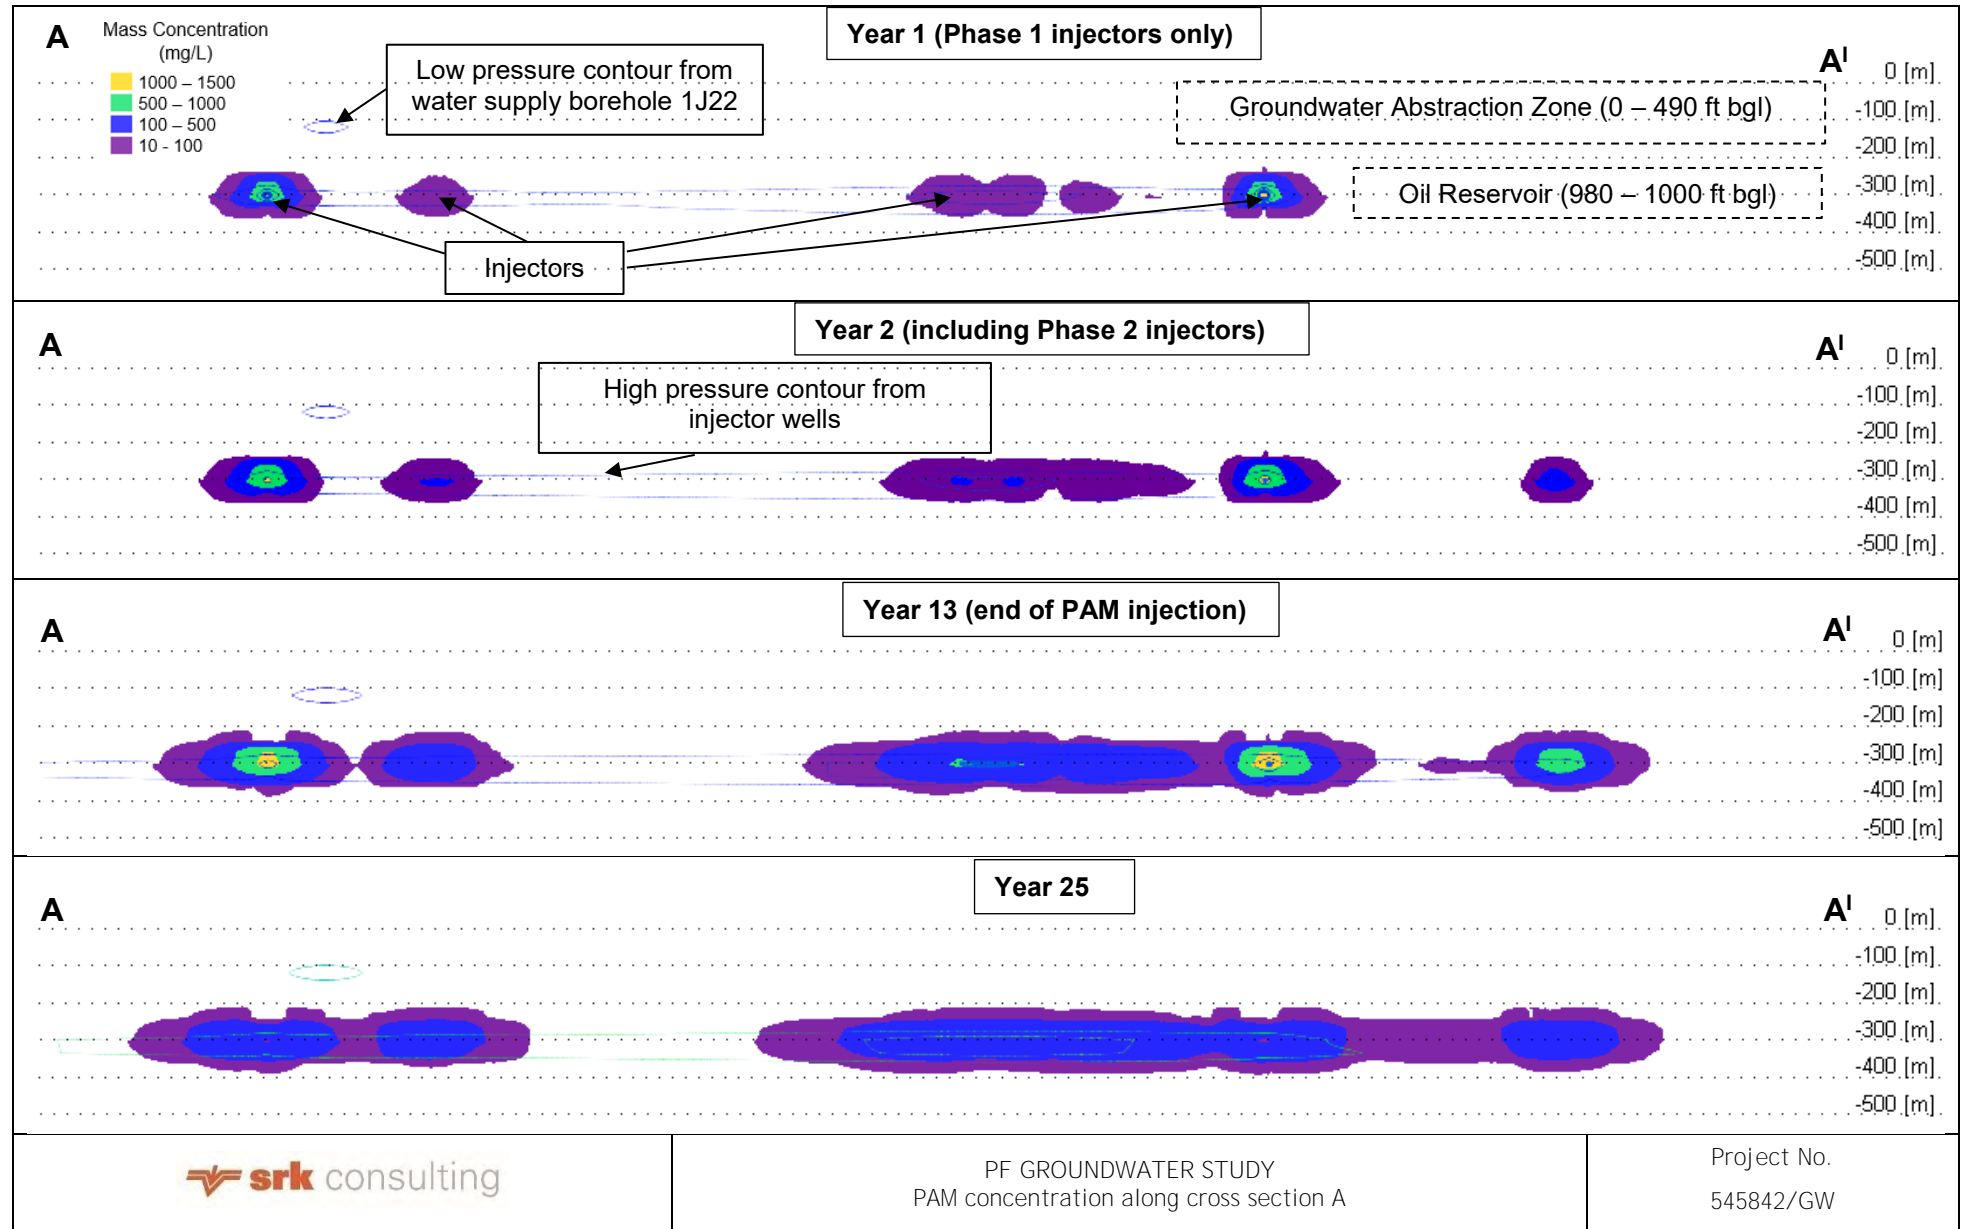 A
Mass Concentration
(mg/L)
1000 – 1500
500 – 1000
100 – 500
10 - 100
Low pressure contour from
water supply borehole 1J22
Year 1 (Phase 1 injectors only)
AI
Groundwater Abstraction Zone (0 – 490 ft bgl)
Oil Reservoir (980 – 1000 ft bgl)
Injectors
0 [m]
-100 [m]
-200 [m]
-300 [m]
-400 [m]
-500 [m]
A
Year 2 (including Phase 2 injectors)
High pressure contour from
injector wells
AI
0 [m]
-100 [m]
-200 [m]
-300 [m]
-400 [m]
-500 [m]
A
Year 13 (end of PAM injection)
AI
0 [m]
-100 [m]
-200 [m]
-300 [m]
-400 [m]
-500 [m]
A
Year 25
AI
0 [m]
-100 [m]
-200 [m]
-300 [m]
-400 [m]
-500 [m]
srk consulting
PF GROUNDWATER STUDY
PAM concentration along cross section A
Project No.
545842/GW